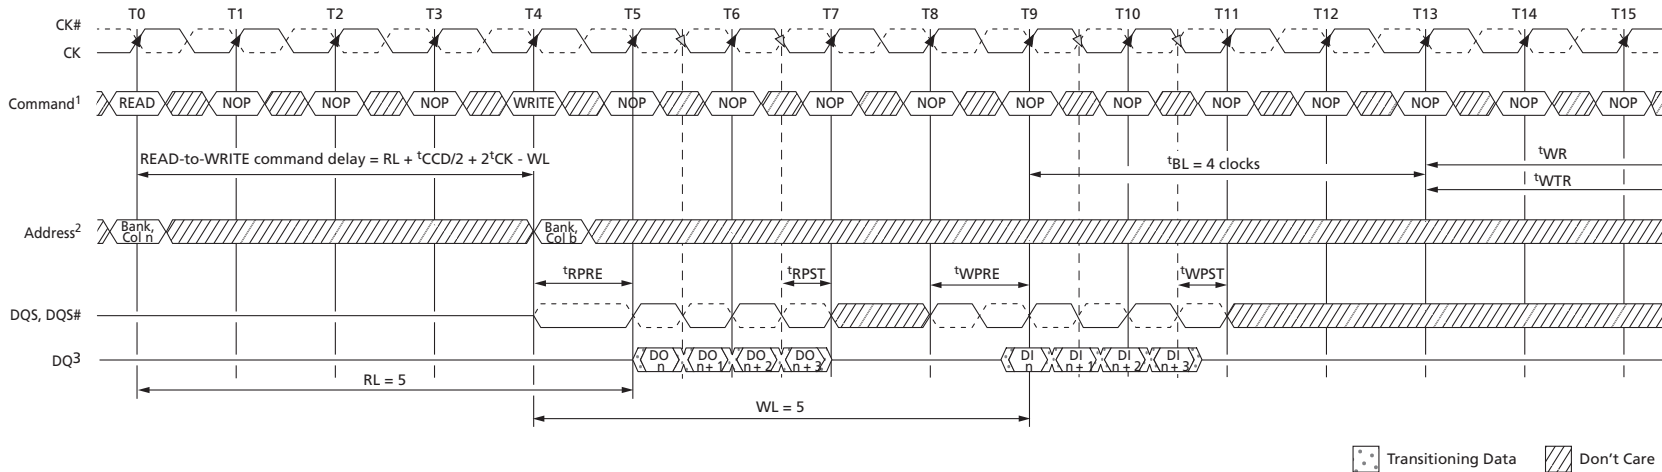 T0 T1 T2 T3 T4 T5 T6 T7 T8 T9 T10 T11 T12 T13 T14 T15
CK#
CK
Command1 READ NOP NOP NOP WRITE NOP NOP NOP NOP NOP NOP NOP NOP NOP NOP NOP
READ-to-WRITE command delay = RL + tCCD/2 + 2tCK - WL
tBL = 4 clocks
tWR
tWTR
Address2
Bank, Col n
Bank, Col b
tRPRE tRPST tWPRE tWPST
DQS, DQS#
DQ3
DO n
DO n + 1
DO n + 2
DO n + 3
DI n
DI n + 1
DI n + 2
DI n + 3
RL = 5
WL = 5
Transitioning Data Don't Care